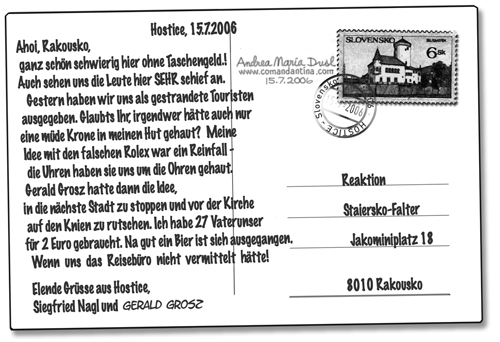 Hostice, 15.7.2006
Ahoi, Rakousko,
ganz schön schwierig hier ohne Taschengeld.!
Auch sehen uns die Leute hier SEHR schief an.
Gestern haben wir uns als gestrandete Touristen
ausgegeben. Glaubts Ihr, irgendwer hätte auch nur
eine müde Krone in meinen Hut gehaut? Meine
Idee mit den falschen Rolex war ein Reinfall -
die Uhren haben sie uns um die Ohren gehaut.
Gerald Grosz hatte dann die Idee,
in die nächste Stadt zu stoppen und vor der Kirche
auf den Knien zu rutschen. Ich habe 27 Vaterunser
für 2 Euro gebraucht. Na gut ein Bier ist sich ausgegangen.
Wenn uns das Reisebüro nicht vermittelt hätte!
Elende Grüsse aus Hostice,
Siegfried Nagl und GERALD GROSZ
Andrea Maria Dusl
www.comandantina.com
15.7.2006
SLOVENSKO
6 sk
HOSTICE - Slovensko
2006
Reaktion
Staiersko-Falter
Jakominiplatz 18
8010 Rakousko